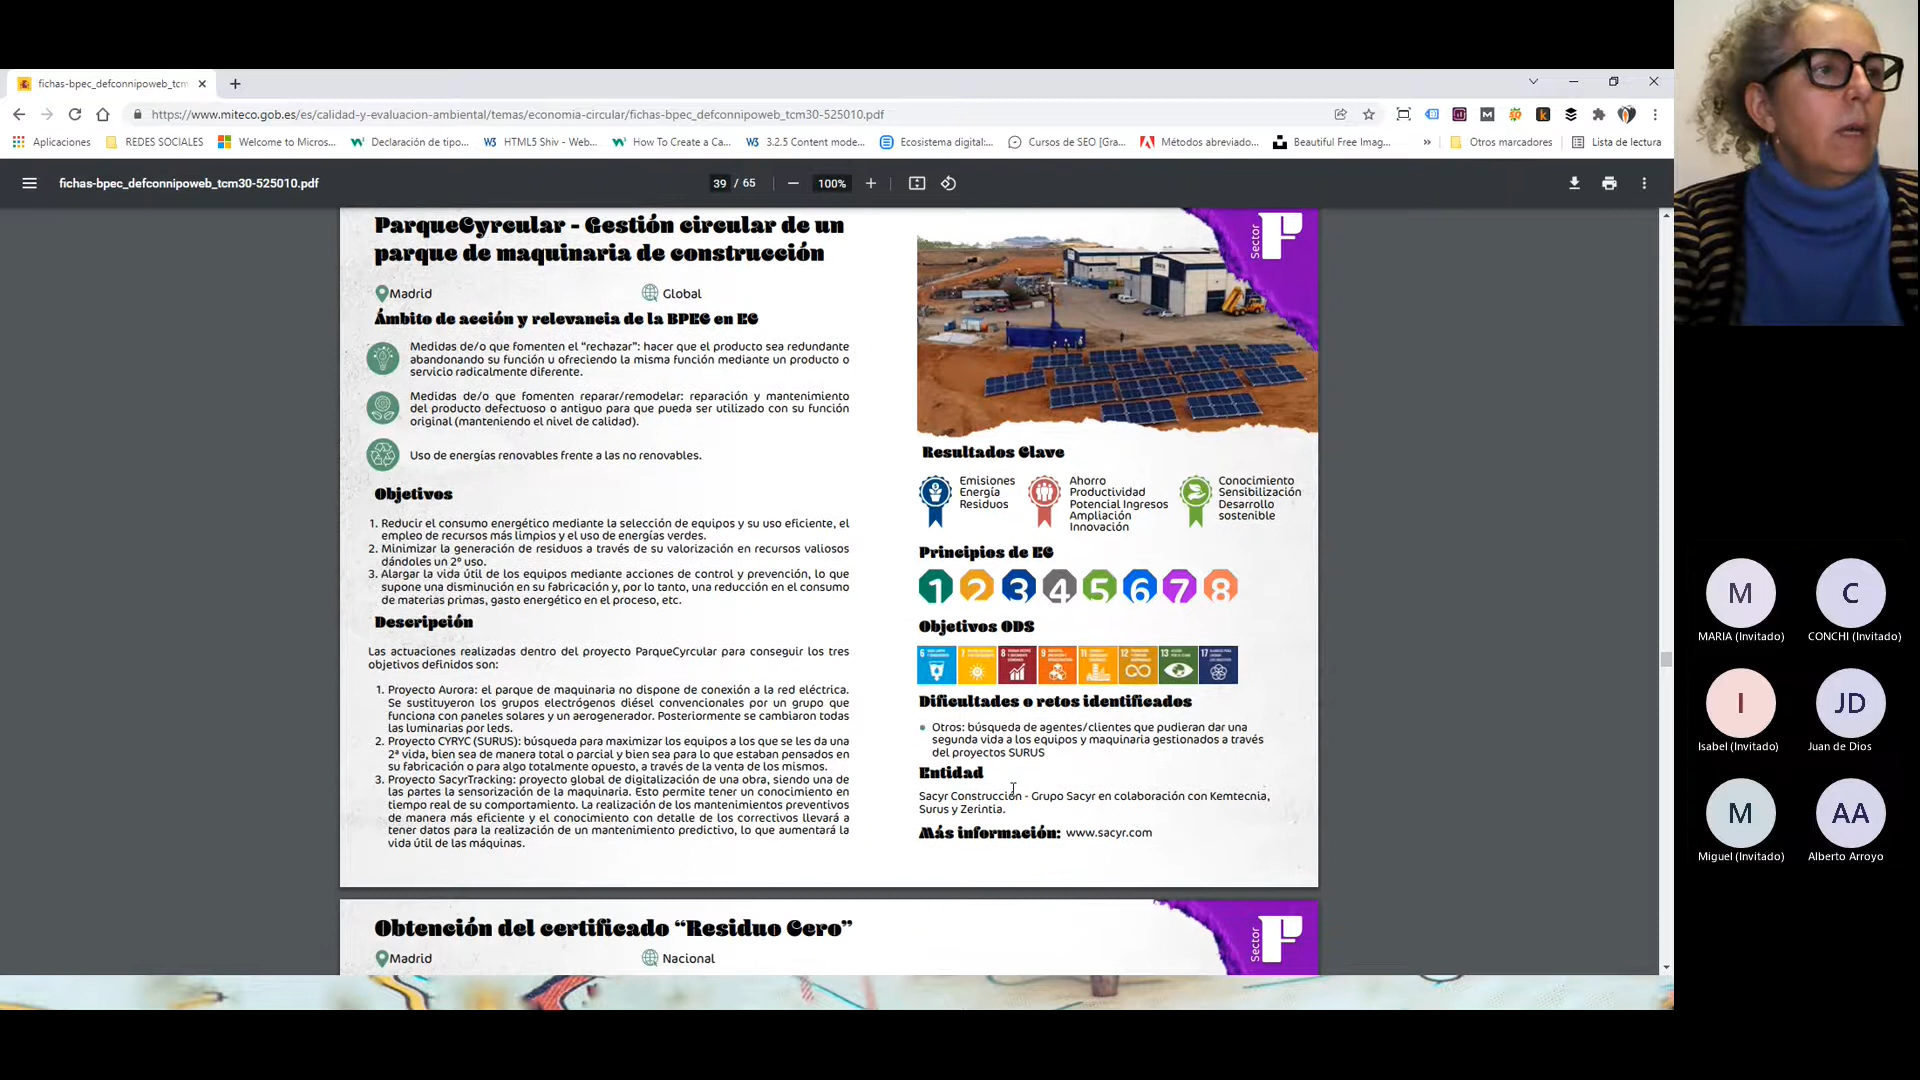 fichas-bpec_defconnipoweb_tcm
https://www.miteco.gob.es/es/calidad-y-evaluacion-ambiental/temas/economia-circular/fichas-bpec_defconnipoweb_tcm30-525010.pdf
Aplicaciones
REDES SOCIALES
Welcome to Micros...
Declaración de tipo...
HTML5 Shiv - Web...
How To Create a Ca...
3.2.5 Content mode...
Ecosistema digital:...
Cursos de SEO [Gra...
Métodos abreviado...
Beautiful Free Imag...
Otros marcadores
Lista de lectura
fichas-bpec_defconnipoweb_tcm30-525010.pdf
39 / 65
100%
ParqueCyrcular - Gestión circular de un
parque de maquinaria de construcción
Madrid
Global
Ámbito de acción y relevancia de la BPEC en EC
Medidas de/o que fomenten el “rechazar”: hacer que el producto sea redundante
abandonando su función u ofreciendo la misma función mediante un producto o
servicio radicalmente diferente.
Medidas de/o que fomenten reparar/remodelar: reparación y mantenimiento
del producto defectuoso o antiguo para que pueda ser utilizado con su función
original (manteniendo el nivel de calidad).
Uso de energías renovables frente a las no renovables.
Objetivos
1. Reducir el consumo energético mediante la selección de equipos y su uso eficiente, el
empleo de recursos más limpios y el uso de energías verdes.
2. Minimizar la generación de residuos a través de su valorización en recursos valiosos
dándoles un 2º uso.
3. Alargar la vida útil de los equipos mediante acciones de control y prevención, lo que
supone una disminución en su fabricación y, por lo tanto, una reducción en el consumo
de materias primas, gasto energético en el proceso, etc.
Descripción
Las actuaciones realizadas dentro del proyecto ParqueCyrcular para conseguir los tres
objetivos definidos son:
1. Proyecto Aurora: el parque de maquinaria no dispone de conexión a la red eléctrica.
Se sustituyeron los grupos electrógenos diésel convencionales por un grupo que
funciona con paneles solares y un aerogenerador. Posteriormente se cambiaron todas
las luminarias por leds.
2. Proyecto CYRYC (SURUS): búsqueda para maximizar los equipos a los que se les da una
2ª vida, bien sea de manera total o parcial y bien sea para lo que estaban pensados en
su fabricación o para algo totalmente opuesto, a través de la venta de los mismos.
3. Proyecto SacyrTracking: proyecto global de digitalización de una obra, siendo una de
las partes la sensorización de la maquinaria. Esto permite tener un conocimiento en
tiempo real de su comportamiento. La realización de los mantenimientos preventivos
de manera más eficiente y el conocimiento con detalle de los correctivos llevará a
tener datos para la realización de un mantenimiento predictivo, lo que aumentará la
vida útil de las máquinas.
Sector
Resultados Clave
Emisiones
Energía
Residuos
Ahorro
Productividad
Potencial Ingresos
Ampliación
Innovación
Conocimiento
Sensibilización
Desarrollo
sostenible
Principios de EC
1 2 3 4 5 6 7 8
Objetivos ODS
6 7 8 9 11 12 13 17
Dificultades o retos identificados
Otros: búsqueda de agentes/clientes que pudieran dar una
segunda vida a los equipos y maquinaria gestionados a través
del proyectos SURUS
Entidad
Sacyr Construcción - Grupo Sacyr en colaboración con Kemtecnia,
Surus y Zerintia.
Más información: www.sacyr.com
Obtención del certificado “Residuo Cero”
Madrid
Nacional
Sector
M
MARIA (Invitado)
C
CONCHI (Invitado)
I
Isabel (Invitado)
JD
Juan de Dios
M
Miguel (Invitado)
AA
Alberto Arroyo